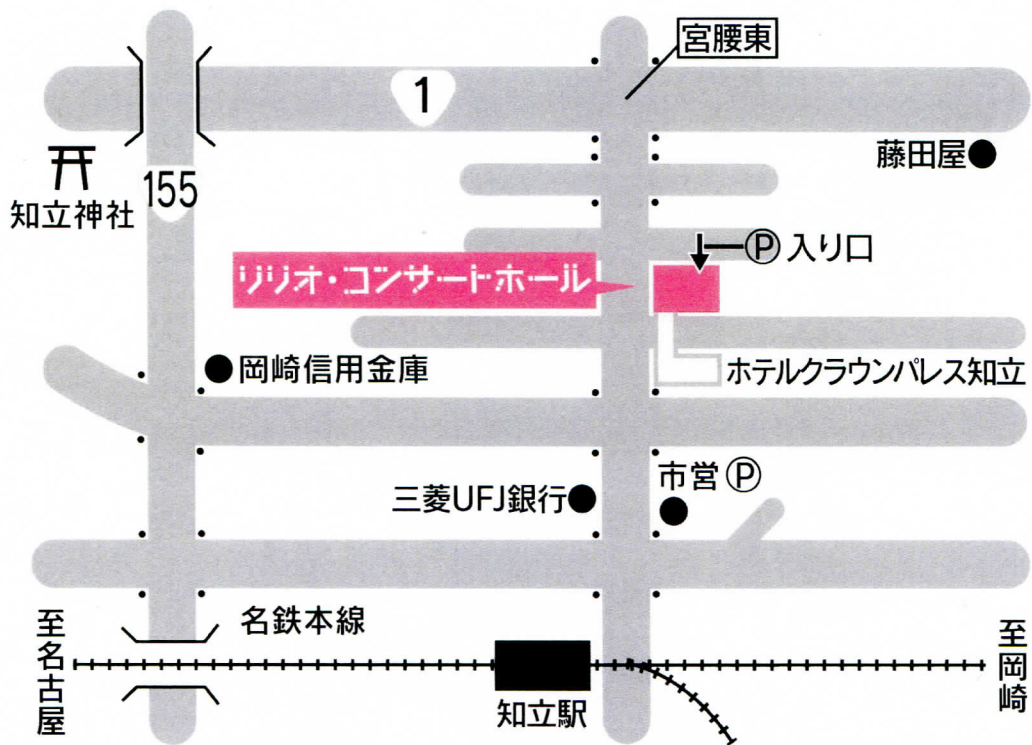 宮腰東
1
藤田屋
155
知立神社
P入り口
リリオ・コンサートホール
岡崎信用金庫
ホテルクラウンパレス知立
市営P
三菱UFJ銀行
名鉄本線
至名古屋
至岡崎
知立駅